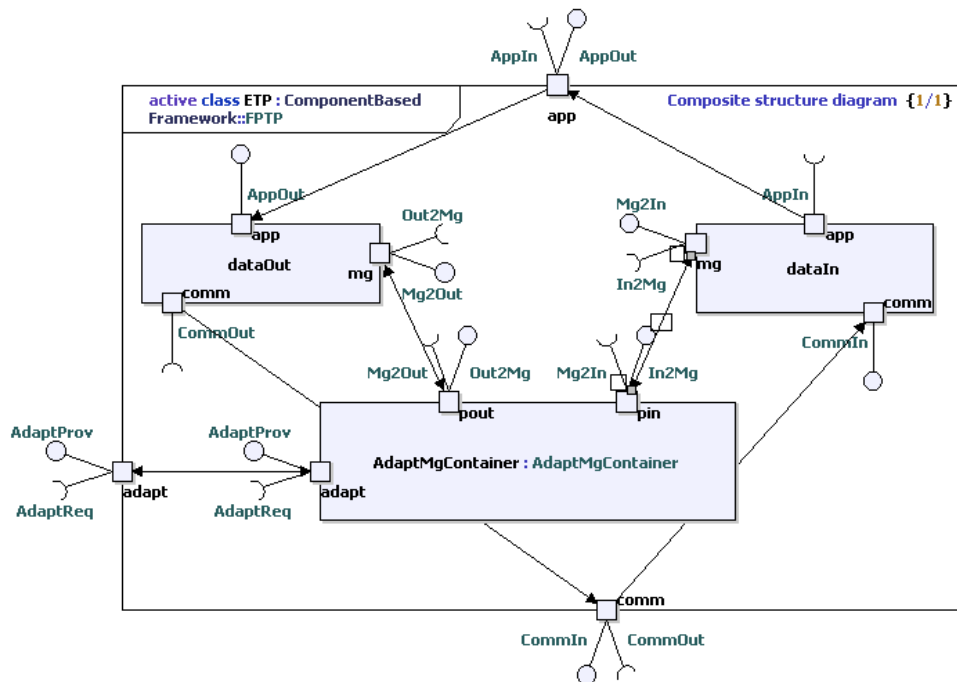 AppIn
AppOut
active class ETP : ComponentBased
Framework::FPTP
Composite structure diagram {1/1}
app
AppOut
AppIn
app
app
Out2Mg
Mg2In
dataOut
mg
mg
dataIn
Mg2Out
In2Mg
comm
comm
CommOut
CommIn
Mg2Out
Out2Mg
Mg2In
In2Mg
pout
pin
AdaptProv
AdaptProv
AdaptMgContainer : AdaptMgContainer
adapt
adapt
AdaptReq
AdaptReq
comm
CommIn
CommOut